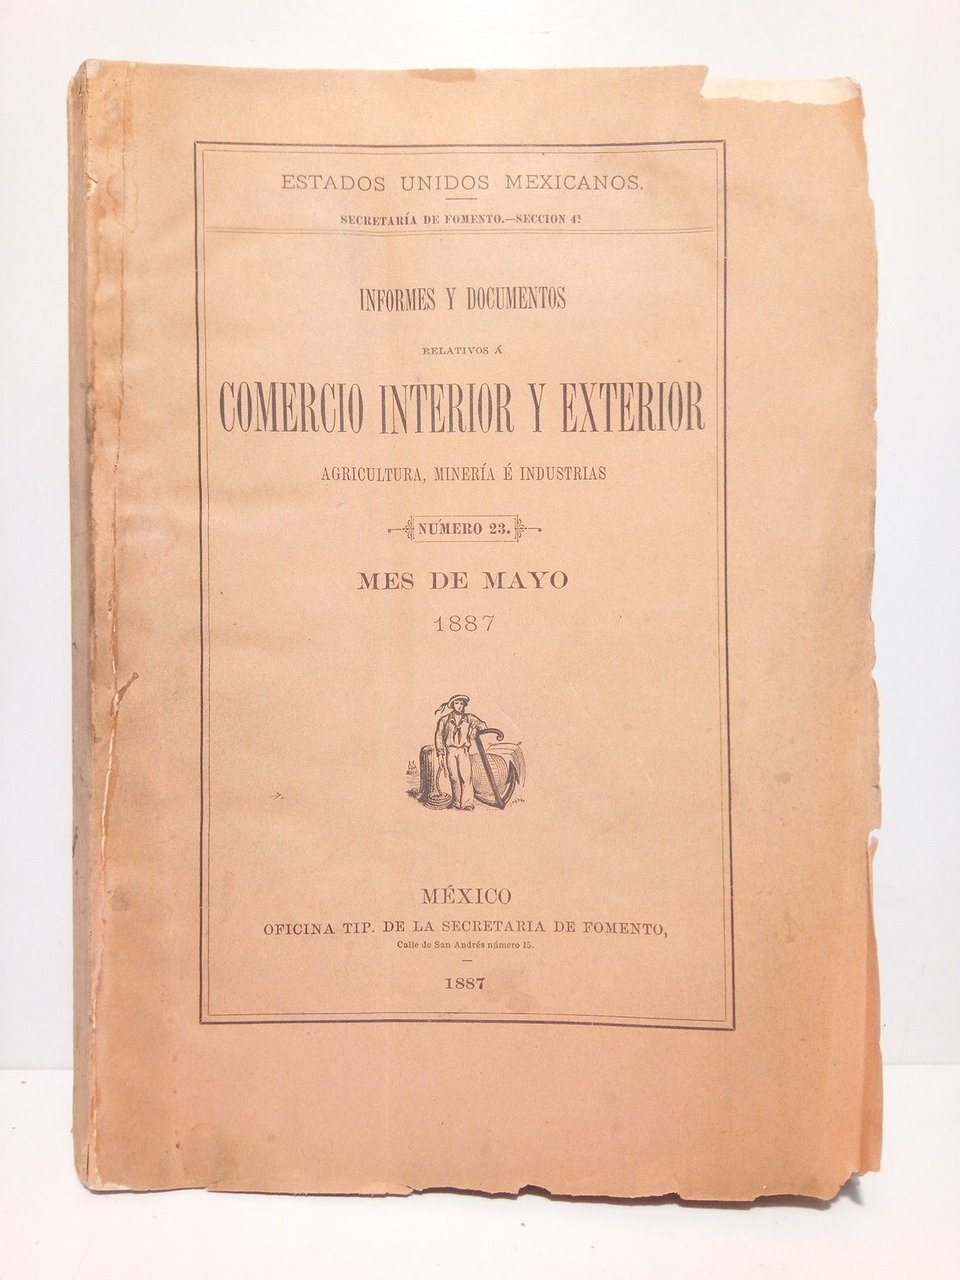 ESTADOS UNIDOS MEXICANOS.
SECRETARÍA DE FOMENTO.—SECCION 4ª
INFORMES Y DOCUMENTOS
RELATIVOS Á
COMERCIO INTERIOR Y EXTERIOR
AGRICULTURA, MINERÍA É INDUSTRIAS
NÚMERO 23.
MES DE MAYO
1887
MÉXICO
OFICINA TIP. DE LA SECRETARIA DE FOMENTO,
Calle de San Andrés número 15.
1887